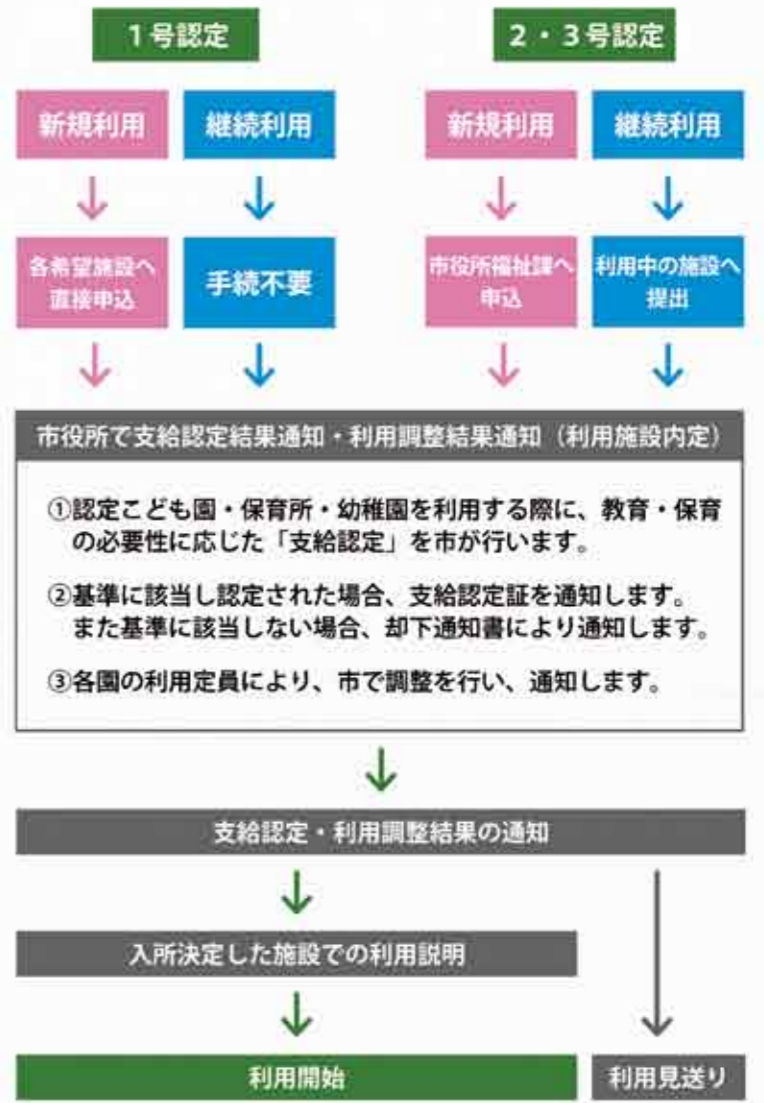 1号認定
2・3号認定
新規利用
継続利用
新規利用
継続利用
各希望施設へ
直接申込
手続不要
市役所福祉課へ
申込
利用中の施設へ
提出
市役所で支給認定結果通知・利用調整結果通知（利用施設内定）
①認定こども園・保育所・幼稚園を利用する際に、教育・保育
の必要性に応じた「支給認定」を市が行います。
②基準に該当し認定された場合、支給認定証を通知します。
また基準に該当しない場合、却下通知書により通知します。
③各園の利用定員により、市で調整を行い、通知します。
支給認定・利用調整結果の通知
入所決定した施設での利用説明
利用開始
利用見送り